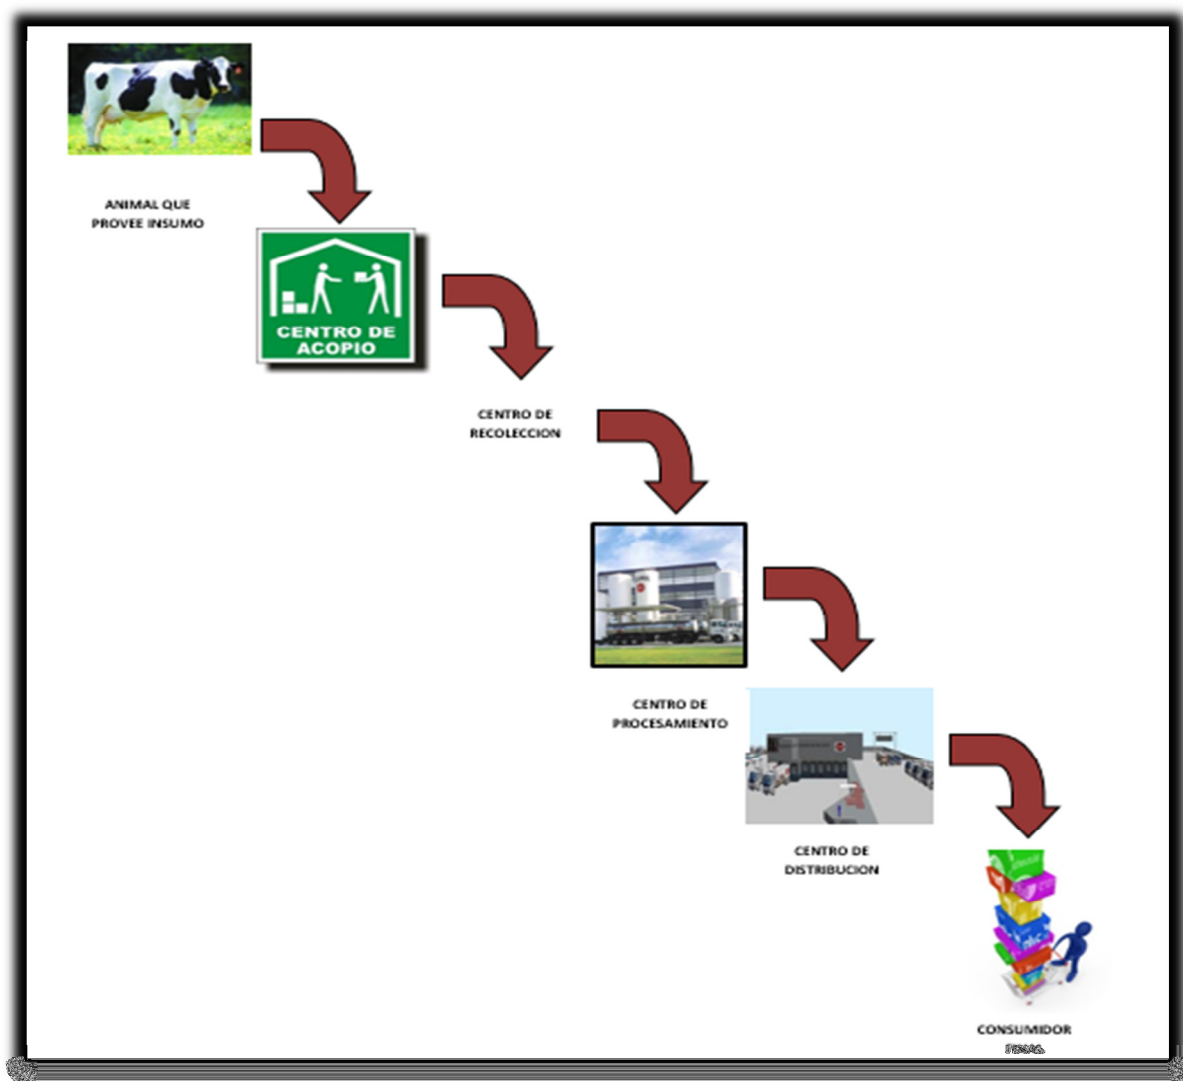 ANIMAL QUE
PROVEE INSUMO
CENTRO DE
ACOPIO
CENTRO DE
RECOLECCION
CENTRO DE
PROCESAMIENTO
CENTRO DE
DISTRIBUCION
CONSUMIDOR